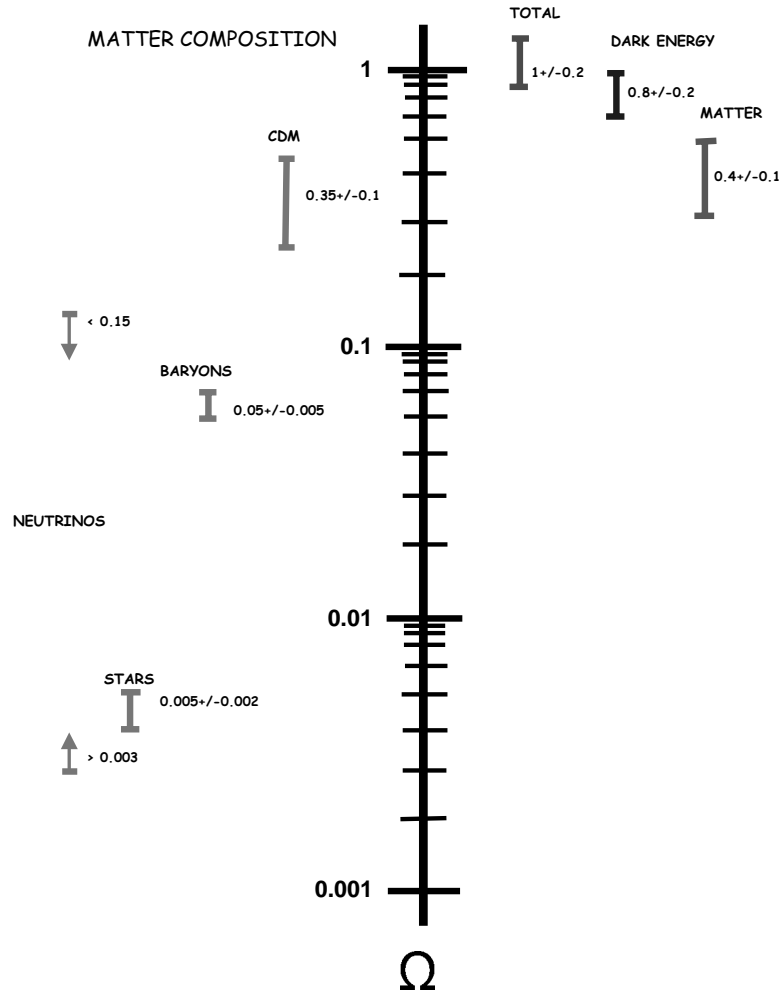 MATTER COMPOSITION
TOTAL
DARK ENERGY
MATTER
1
1+/-0.2
0.8+/-0.2
0.4+/-0.1
CDM
0.35+/-0.1
< 0.15
0.1
BARYONS
0.05+/-0.005
NEUTRINOS
0.01
STARS
0.005+/-0.002
> 0.003
0.001
Ω